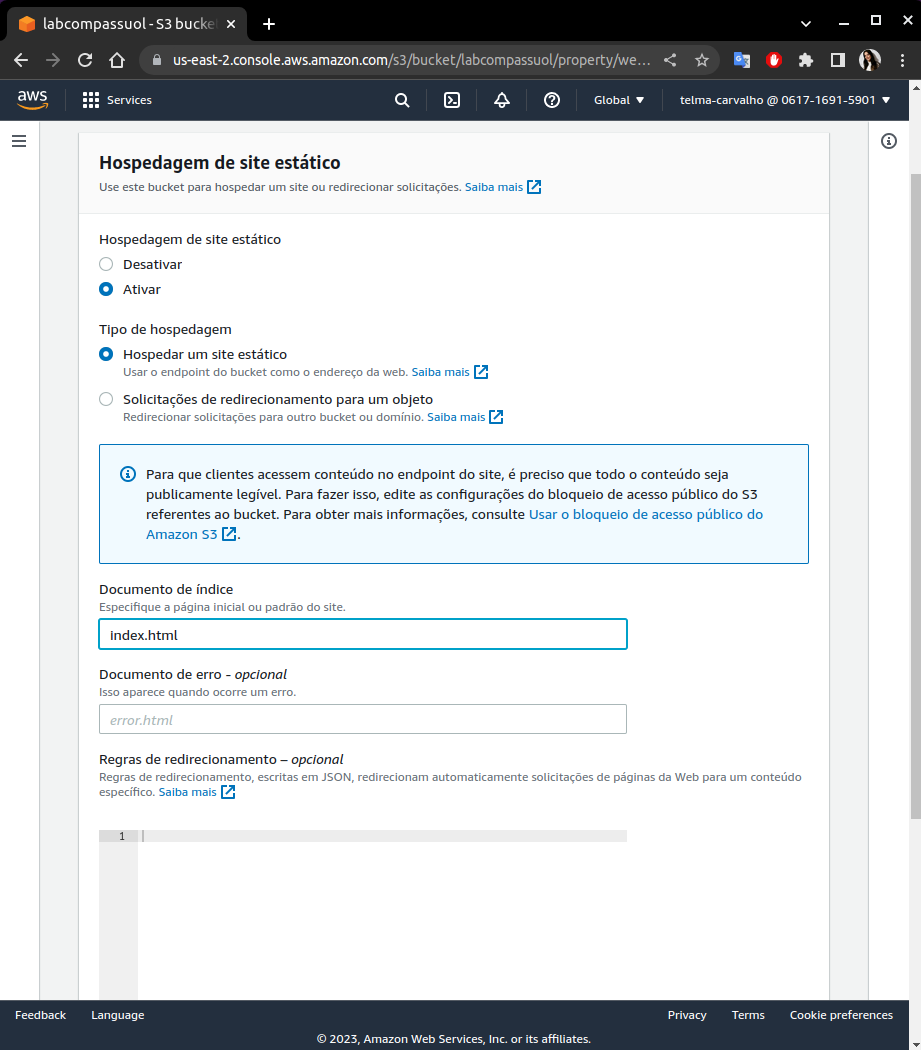 labcompassuol - S3 bucke
us-east-2.console.aws.amazon.com/s3/bucket/labcompassuol/property/we...
aws
Services
Global
telma-carvalho @ 0617-1691-5901
Hospedagem de site estático
Use este bucket para hospedar um site ou redirecionar solicitações. Saiba mais
Hospedagem de site estático
Desativar
Ativar
Tipo de hospedagem
Hospedar um site estático
Usar o endpoint do bucket como o endereço da web. Saiba mais
Solicitações de redirecionamento para um objeto
Redirecionar solicitações para outro bucket ou domínio. Saiba mais
Para que clientes acessem conteúdo no endpoint do site, é preciso que todo o conteúdo seja
publicamente legível. Para fazer isso, edite as configurações do bloqueio de acesso público do S3
referentes ao bucket. Para obter mais informações, consulte Usar o bloqueio de acesso público do
Amazon S3.
Documento de índice
Especifique a página inicial ou padrão do site.
index.html
Documento de erro - opcional
Isso aparece quando ocorre um erro.
error.html
Regras de redirecionamento – opcional
Regras de redirecionamento, escritas em JSON, redirecionam automaticamente solicitações de páginas da Web para um conteúdo
específico. Saiba mais
1
Feedback
Language
Privacy
Terms
Cookie preferences
© 2023, Amazon Web Services, Inc. or its affiliates.